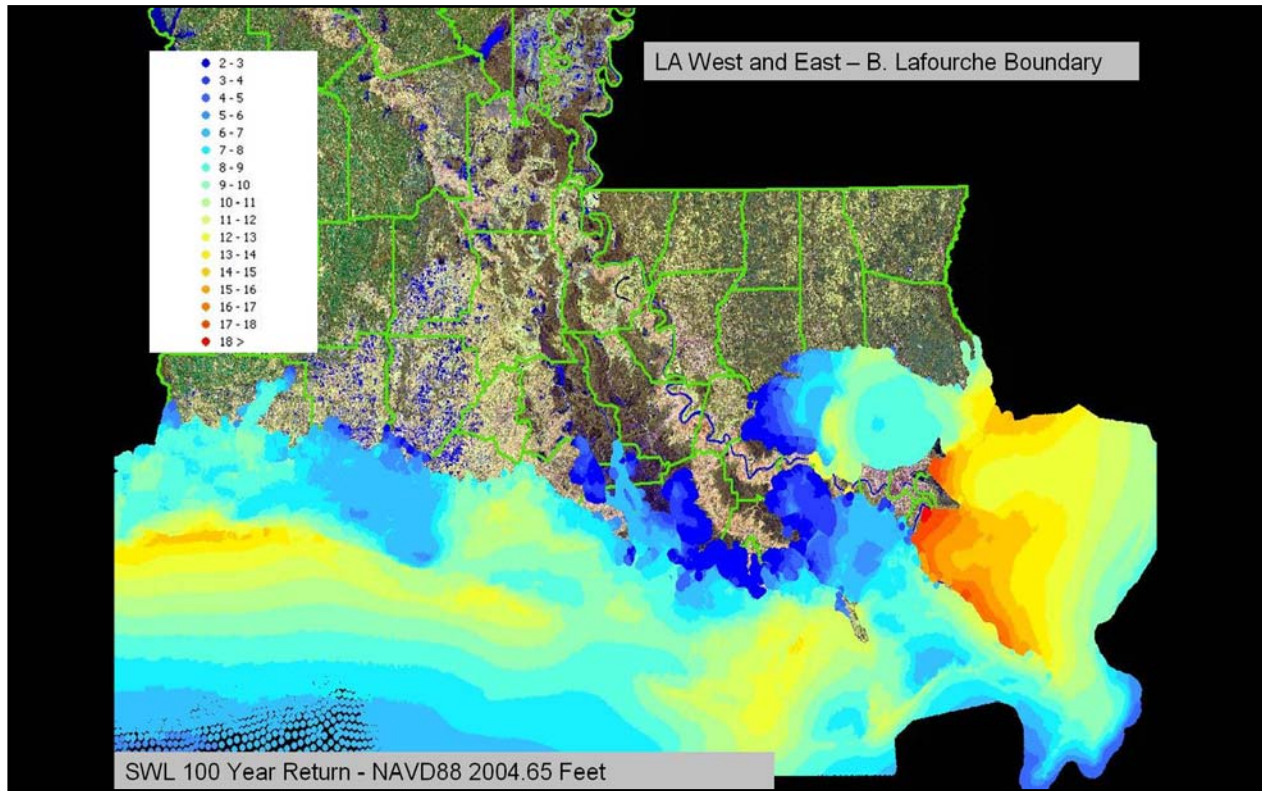 LA West and East – B. Lafourche Boundary
2 - 3
3 - 4
4 - 5
5 - 6
6 - 7
7 - 8
8 - 9
9 - 10
10 - 11
11 - 12
12 - 13
13 - 14
14 - 15
15 - 16
16 - 17
17 - 18
18 >
SWL 100 Year Return - NAVD88 2004.65 Feet